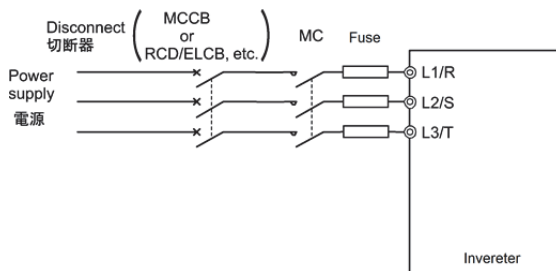 Disconnect
切断器
MCCB
or
RCD/ELCB, etc.
MC
Fuse
Power
supply
電源
L1/R
L2/S
L3/T
Invereter